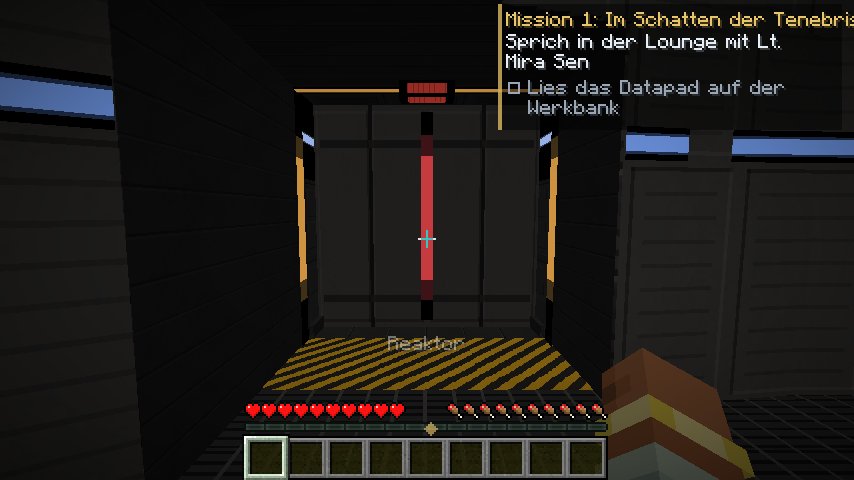 Mission 1: Im Schatten der Tenebris
Sprich in der Lounge mit Lt.
Mira Sen
Lies das Datapad auf der
Werkbank
Reaktor